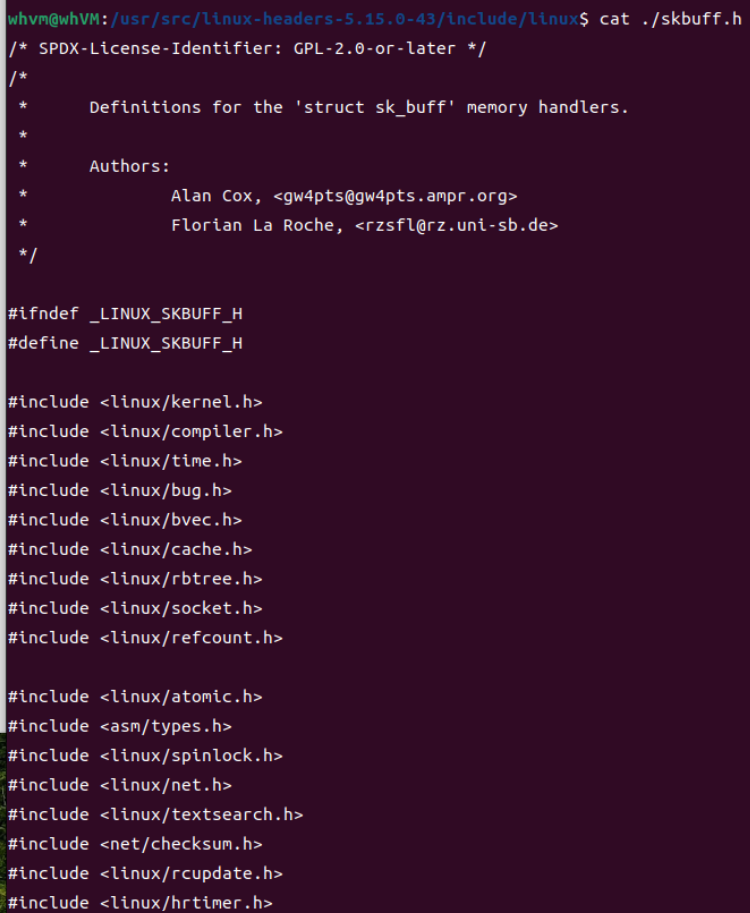 whvm@whVM:/usr/src/linux-headers-5.15.0-43/include/linux$ cat ./skbuff.h
/* SPDX-License-Identifier: GPL-2.0-or-later */
/*
 *      Definitions for the 'struct sk_buff' memory handlers.
 *
 *      Authors:
 *              Alan Cox, <gw4pts@gw4pts.ampr.org>
 *              Florian La Roche, <rzsfl@rz.uni-sb.de>
 */

#ifndef _LINUX_SKBUFF_H
#define _LINUX_SKBUFF_H

#include <linux/kernel.h>
#include <linux/compiler.h>
#include <linux/time.h>
#include <linux/bug.h>
#include <linux/bvec.h>
#include <linux/cache.h>
#include <linux/rbtree.h>
#include <linux/socket.h>
#include <linux/refcount.h>

#include <linux/atomic.h>
#include <asm/types.h>
#include <linux/spinlock.h>
#include <linux/net.h>
#include <linux/textsearch.h>
#include <net/checksum.h>
#include <linux/rcupdate.h>
#include <linux/hrtimer.h>